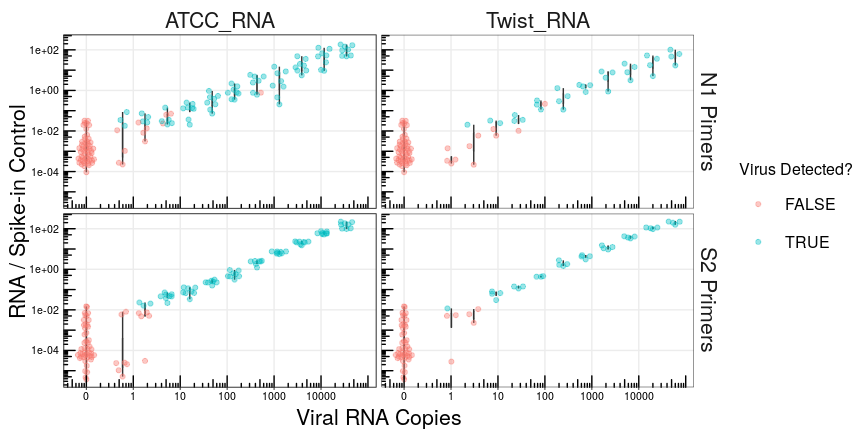 ATCC_RNA Twist_RNA
1e+02
1e+00
1e-02
1e-04
N1 Pimers
1e+02
1e+00
1e-02
1e-04
S2 Primers
RNA / Spike-in Control
0 1 10 100 1000 10000 0 1 10 100 1000 10000
Viral RNA Copies
Virus Detected?
FALSE
TRUE